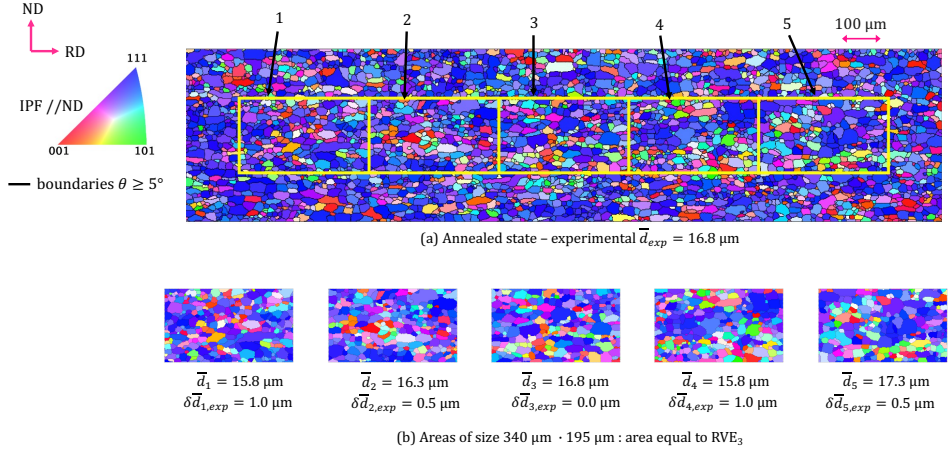 ND
RD
1
2
3
4
5
100 μm
111
IPF //ND
001
101
boundaries θ ≥ 5°
(a) Annealed state – experimental d̅exp = 16.8 μm
d̅1 = 15.8 μm
δd̅1,exp = 1.0 μm
d̅2 = 16.3 μm
δd̅2,exp = 0.5 μm
d̅3 = 16.8 μm
δd̅3,exp = 0.0 μm
d̅4 = 15.8 μm
δd̅4,exp = 1.0 μm
d̅5 = 17.3 μm
δd̅5,exp = 0.5 μm
(b) Areas of size 340 μm · 195 μm : area equal to RVE3